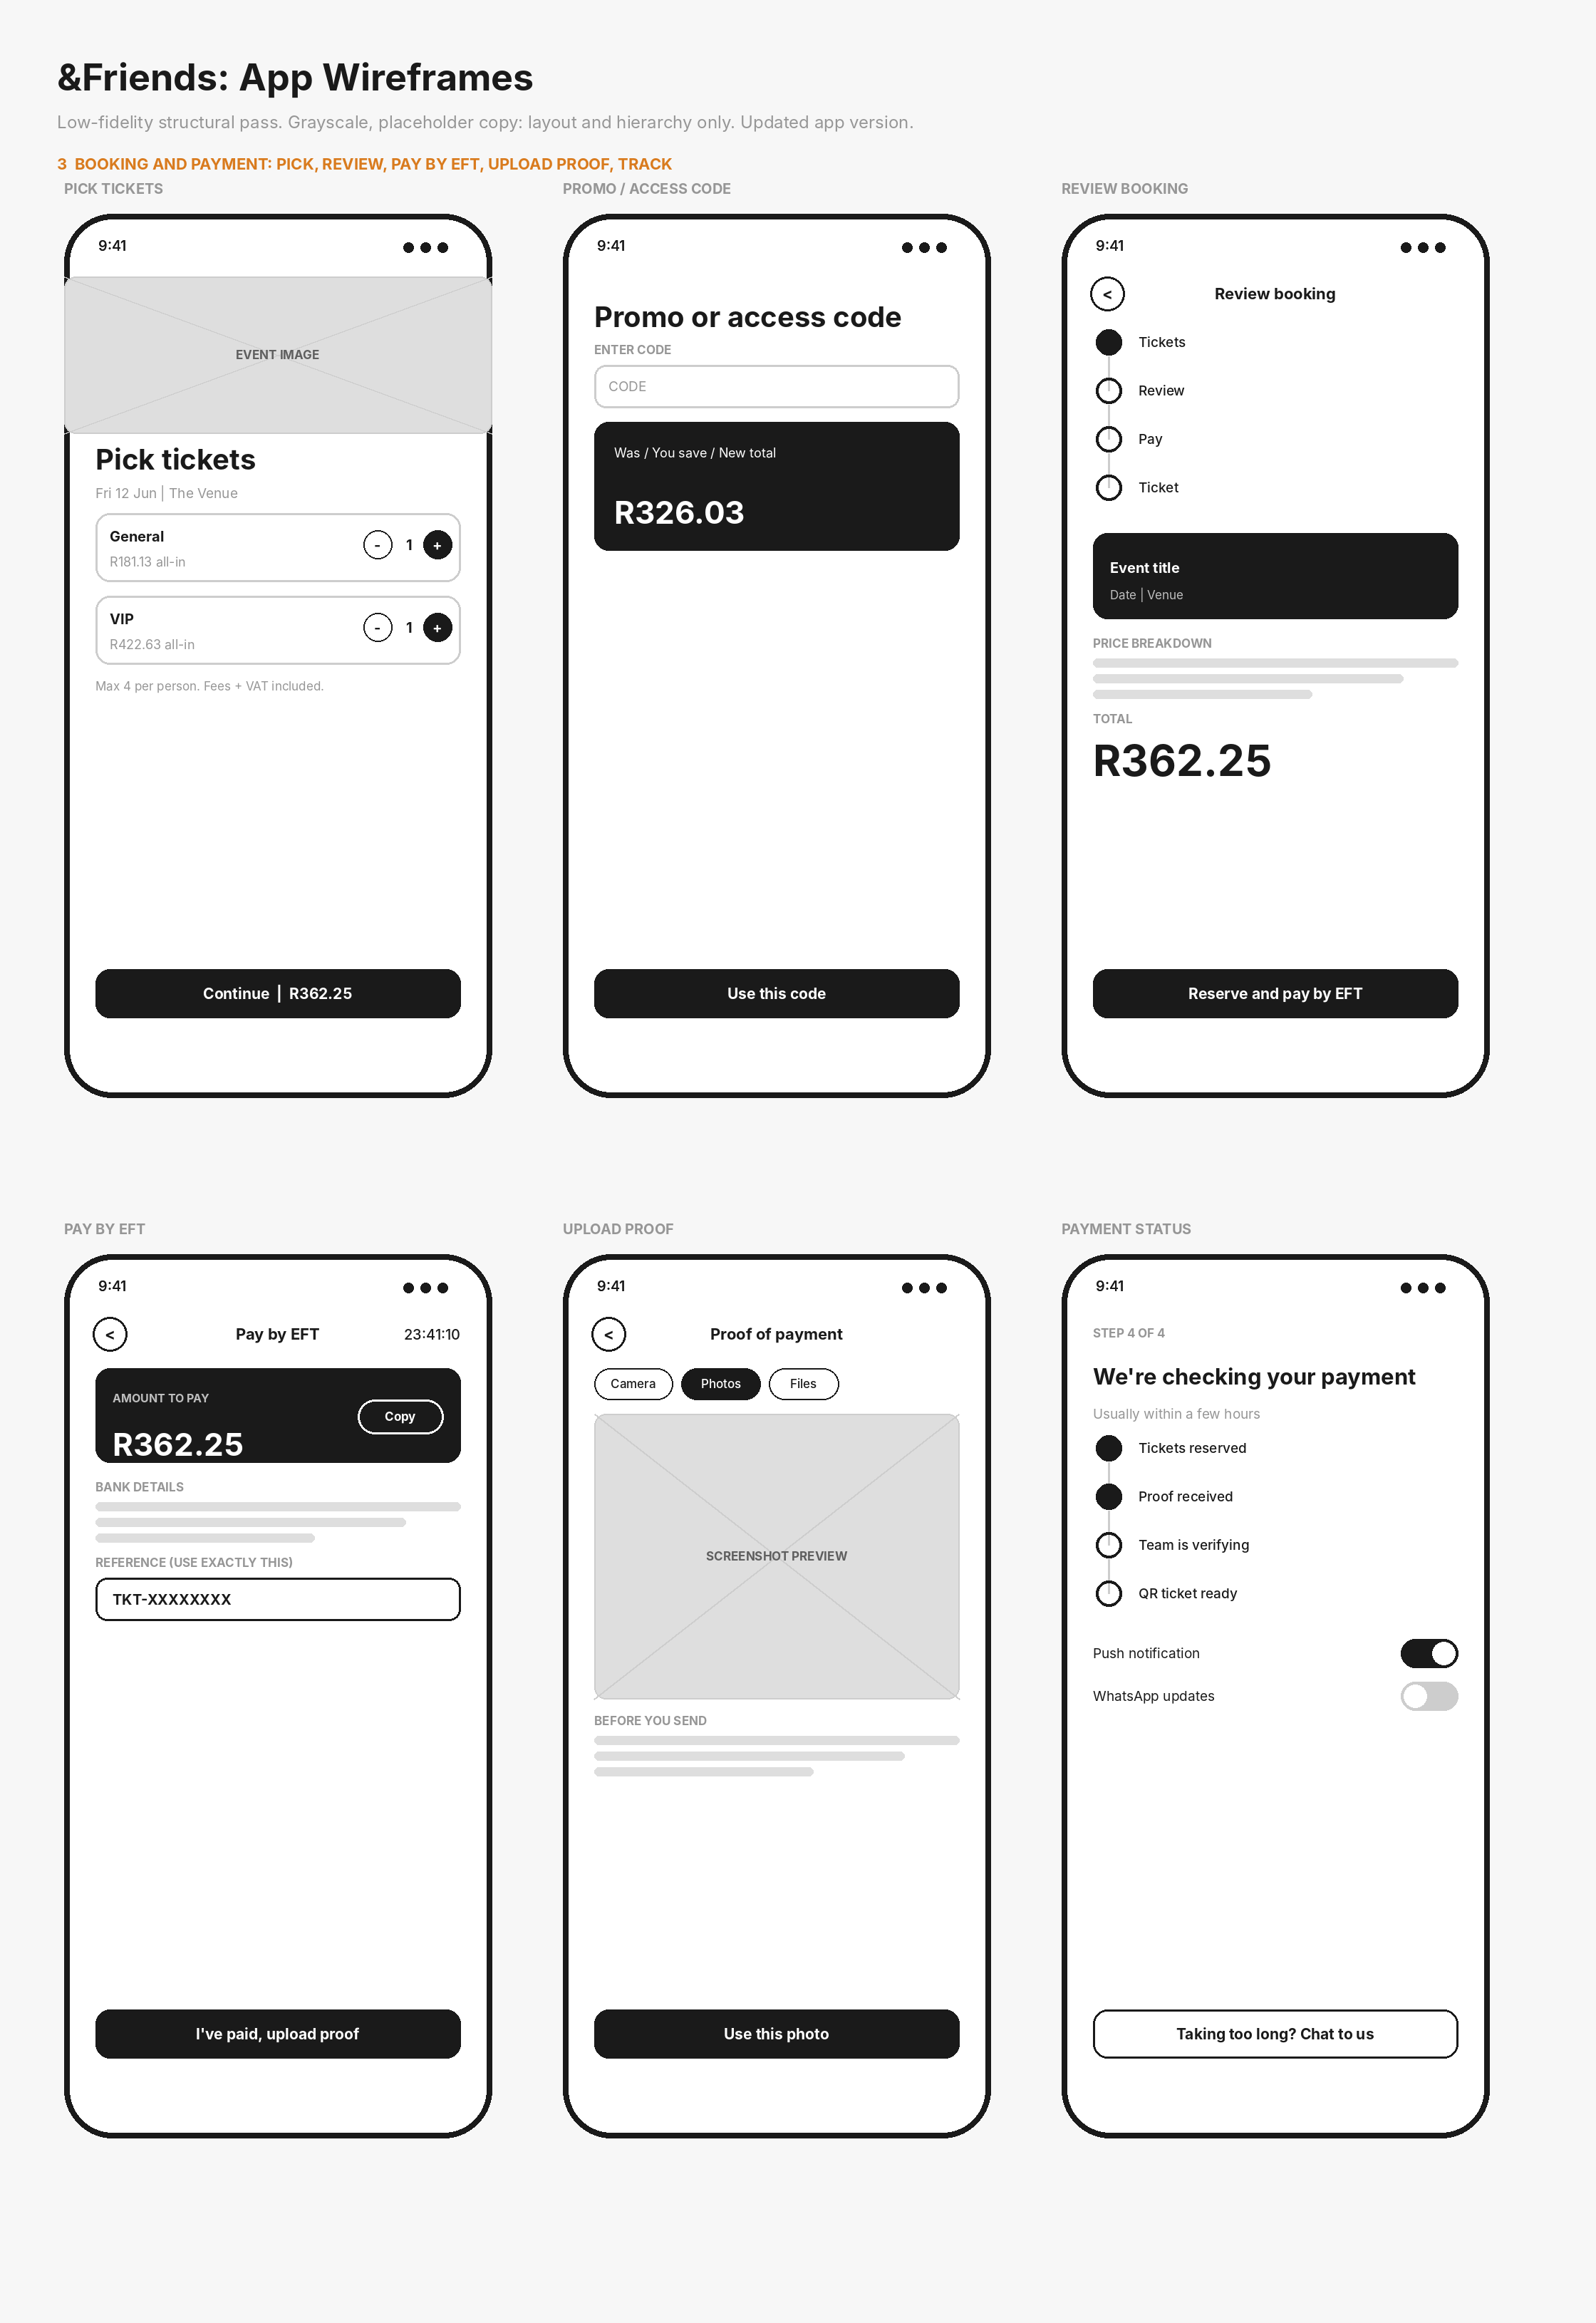 &Friends: App Wireframes
Low-fidelity structural pass. Grayscale, placeholder copy: layout and hierarchy only. Updated app version.
3 BOOKING AND PAYMENT: PICK, REVIEW, PAY BY EFT, UPLOAD PROOF, TRACK
PICK TICKETS
9:41
EVENT IMAGE
Pick tickets
Fri 12 Jun | The Venue
General
R181.13 all-in
- 1 +
VIP
R422.63 all-in
- 1 +
Max 4 per person. Fees + VAT included.
Continue | R362.25
PROMO / ACCESS CODE
9:41
Promo or access code
ENTER CODE
CODE
Was / You save / New total
R326.03
Use this code
REVIEW BOOKING
9:41
< Review booking
Tickets
Review
Pay
Ticket
Event title
Date | Venue
PRICE BREAKDOWN
TOTAL
R362.25
Reserve and pay by EFT
PAY BY EFT
9:41
< Pay by EFT 23:41:10
AMOUNT TO PAY
Copy
R362.25
BANK DETAILS
REFERENCE (USE EXACTLY THIS)
TKT-XXXXXXXX
I've paid, upload proof
UPLOAD PROOF
9:41
< Proof of payment
Camera Photos Files
SCREENSHOT PREVIEW
BEFORE YOU SEND
Use this photo
PAYMENT STATUS
9:41
STEP 4 OF 4
We're checking your payment
Usually within a few hours
Tickets reserved
Proof received
Team is verifying
QR ticket ready
Push notification
WhatsApp updates
Taking too long? Chat to us